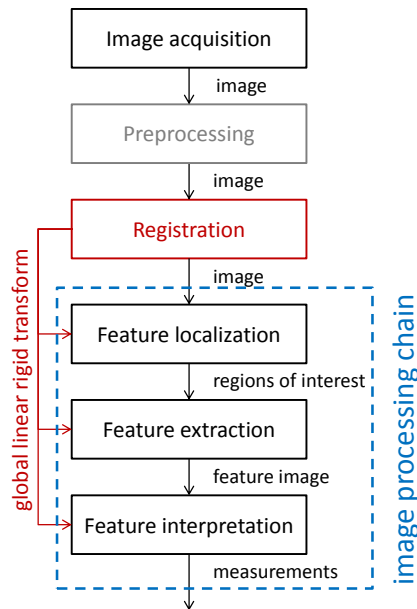 Image acquisition
image
Preprocessing
image
Registration
image
global linear rigid transform
Feature localization
regions of interest
Feature extraction
feature image
Feature interpretation
measurements
image processing chain